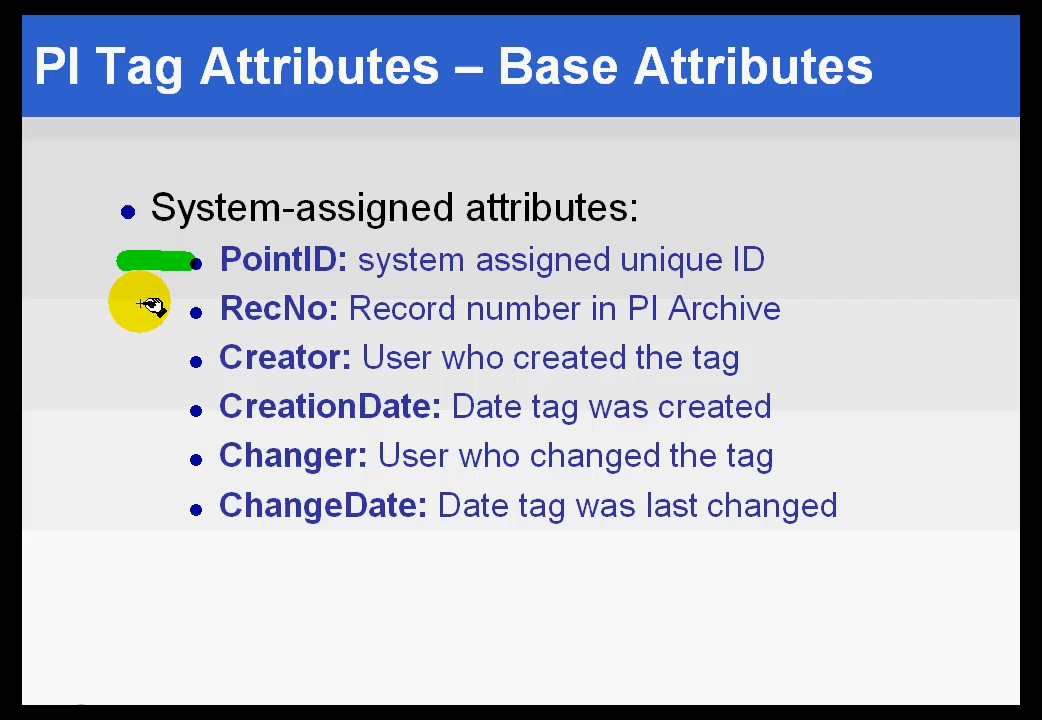 PI Tag Attributes – Base Attributes
System-assigned attributes:
PointID: system assigned unique ID
RecNo: Record number in PI Archive
Creator: User who created the tag
CreationDate: Date tag was created
Changer: User who changed the tag
ChangeDate: Date tag was last changed